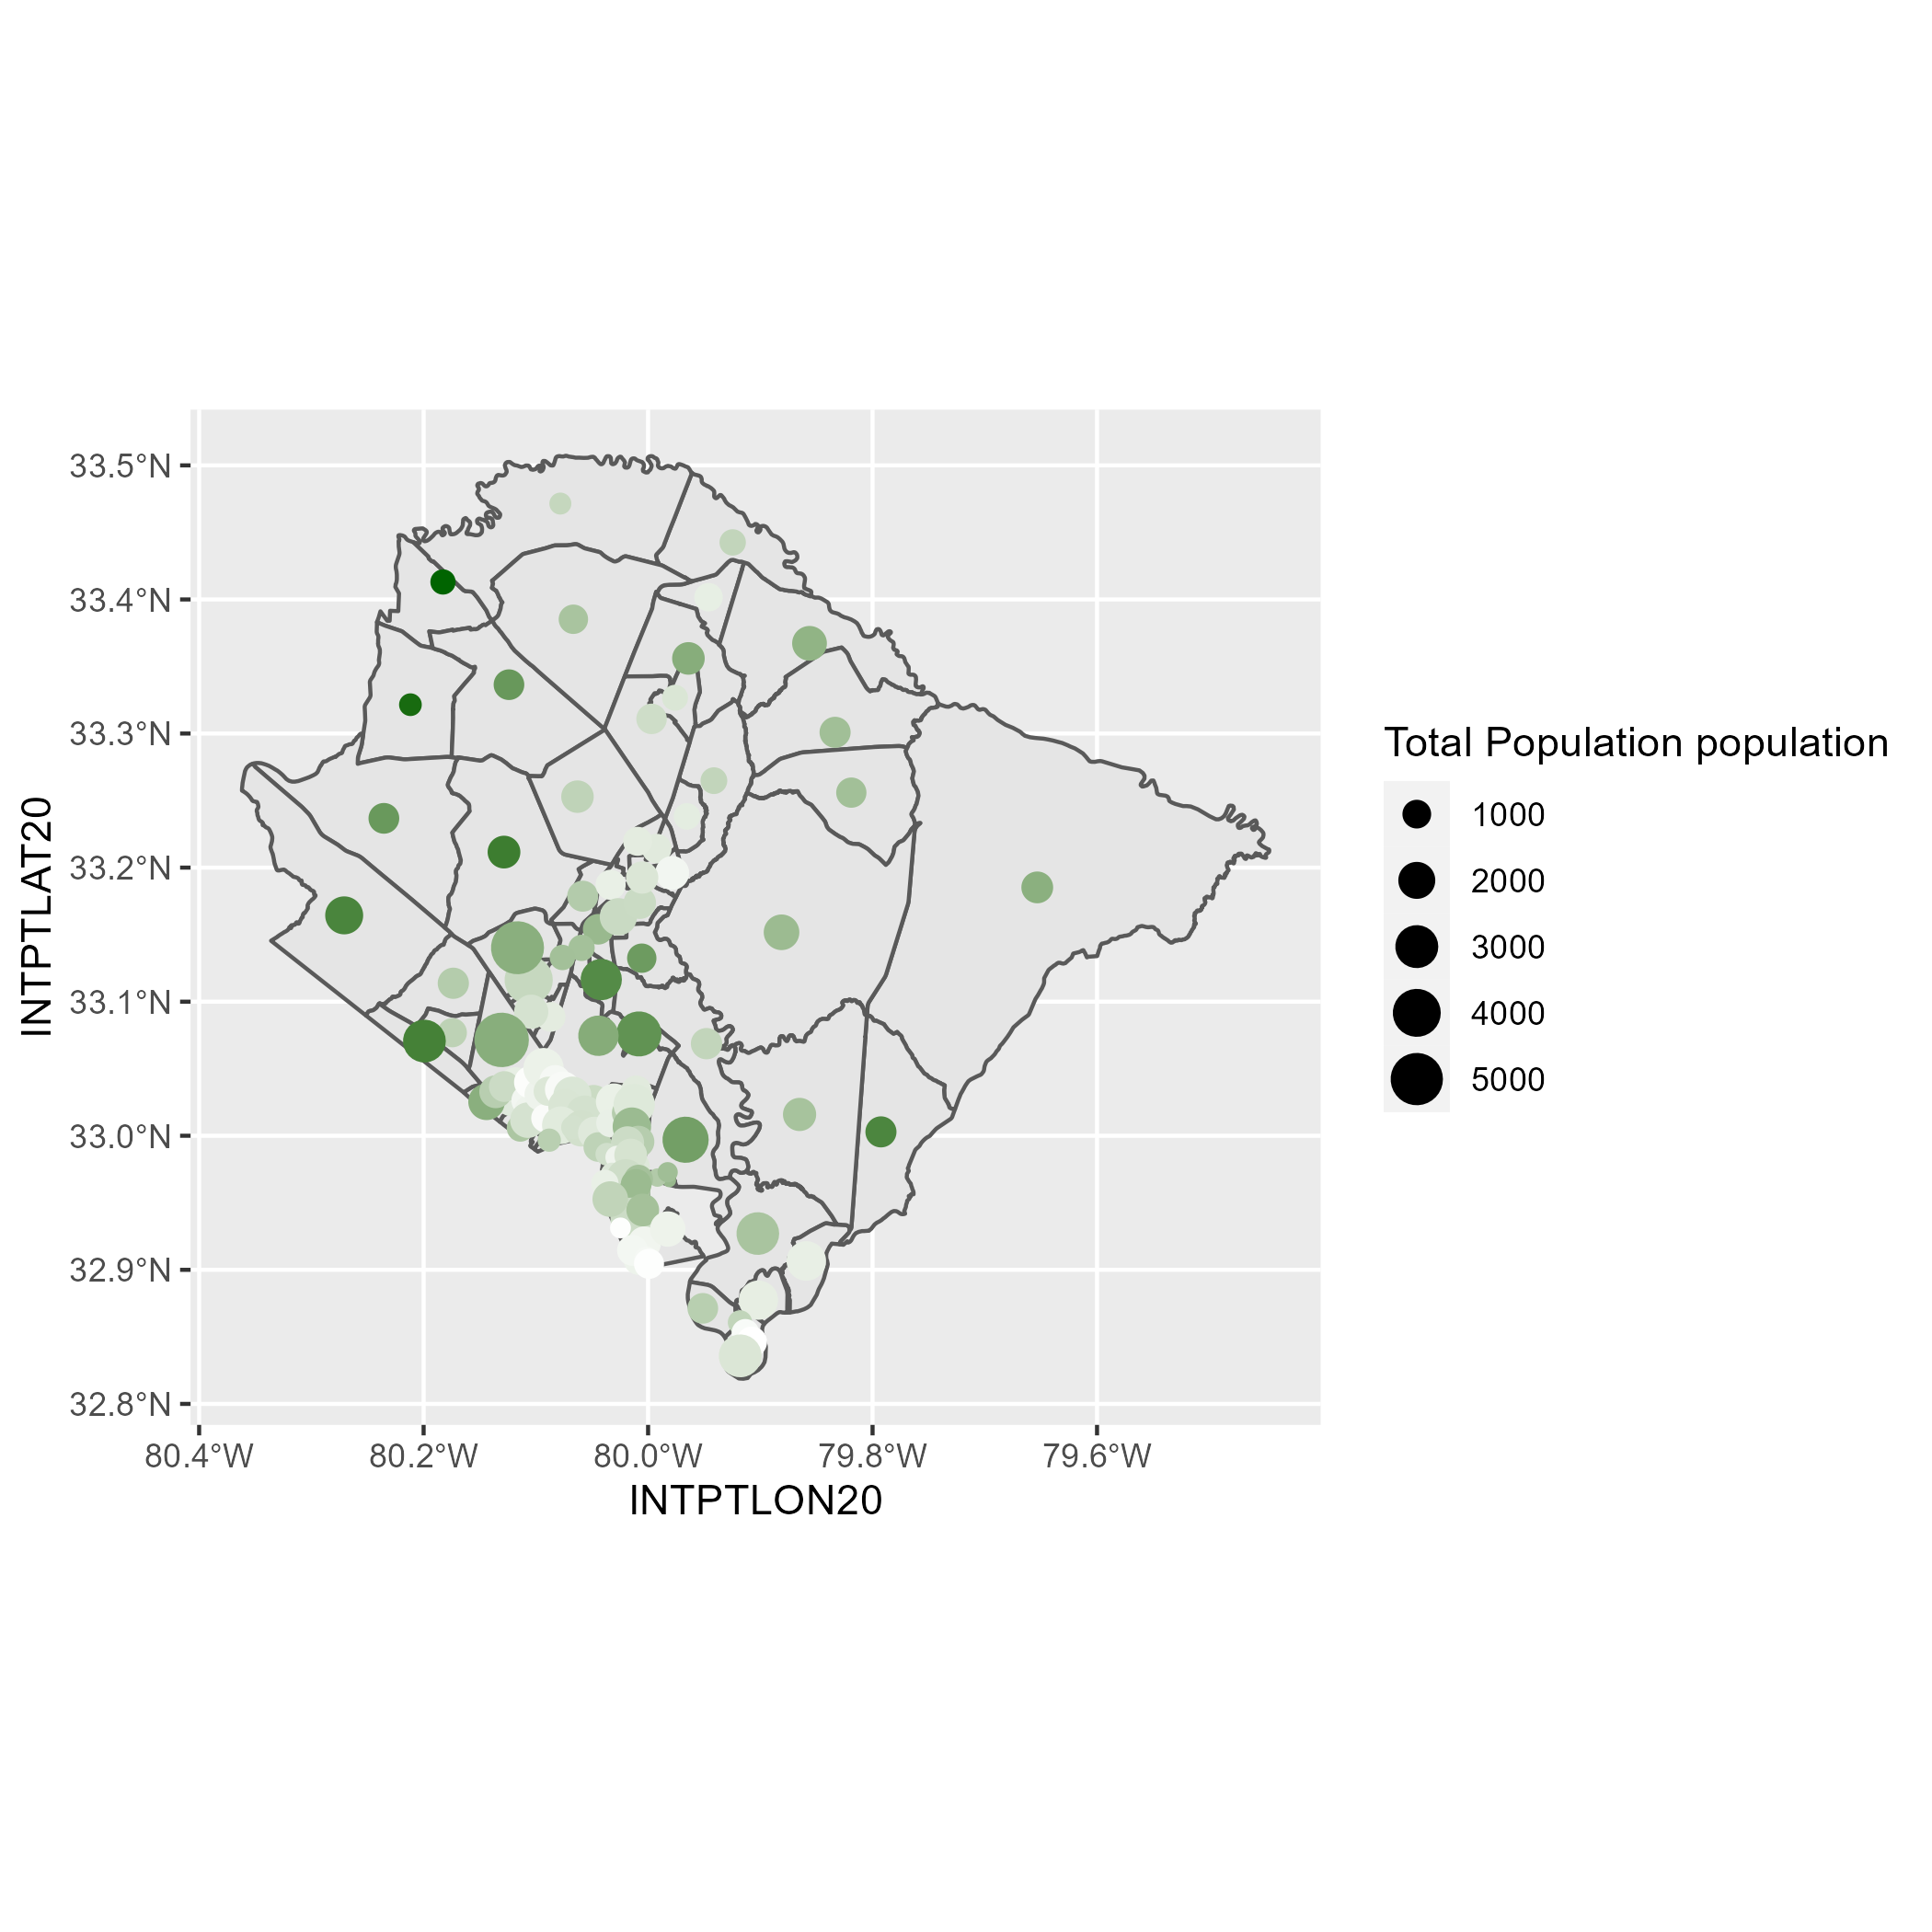 33.5°N
33.4°N
33.3°N
33.2°N
33.1°N
33.0°N
32.9°N
32.8°N
INTPTLAT20
80.4°W 80.2°W 80.0°W 79.8°W 79.6°W
INTPTLON20
Total Population population
1000
2000
3000
4000
5000